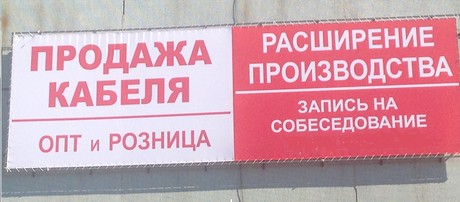 ПРОДАЖА
КАБЕЛЯ
ОПТ и РОЗНИЦА
РАСШИРЕНИЕ
ПРОИЗВОДСТВА
ЗАПИСЬ НА
СОБЕСЕДОВАНИЕ